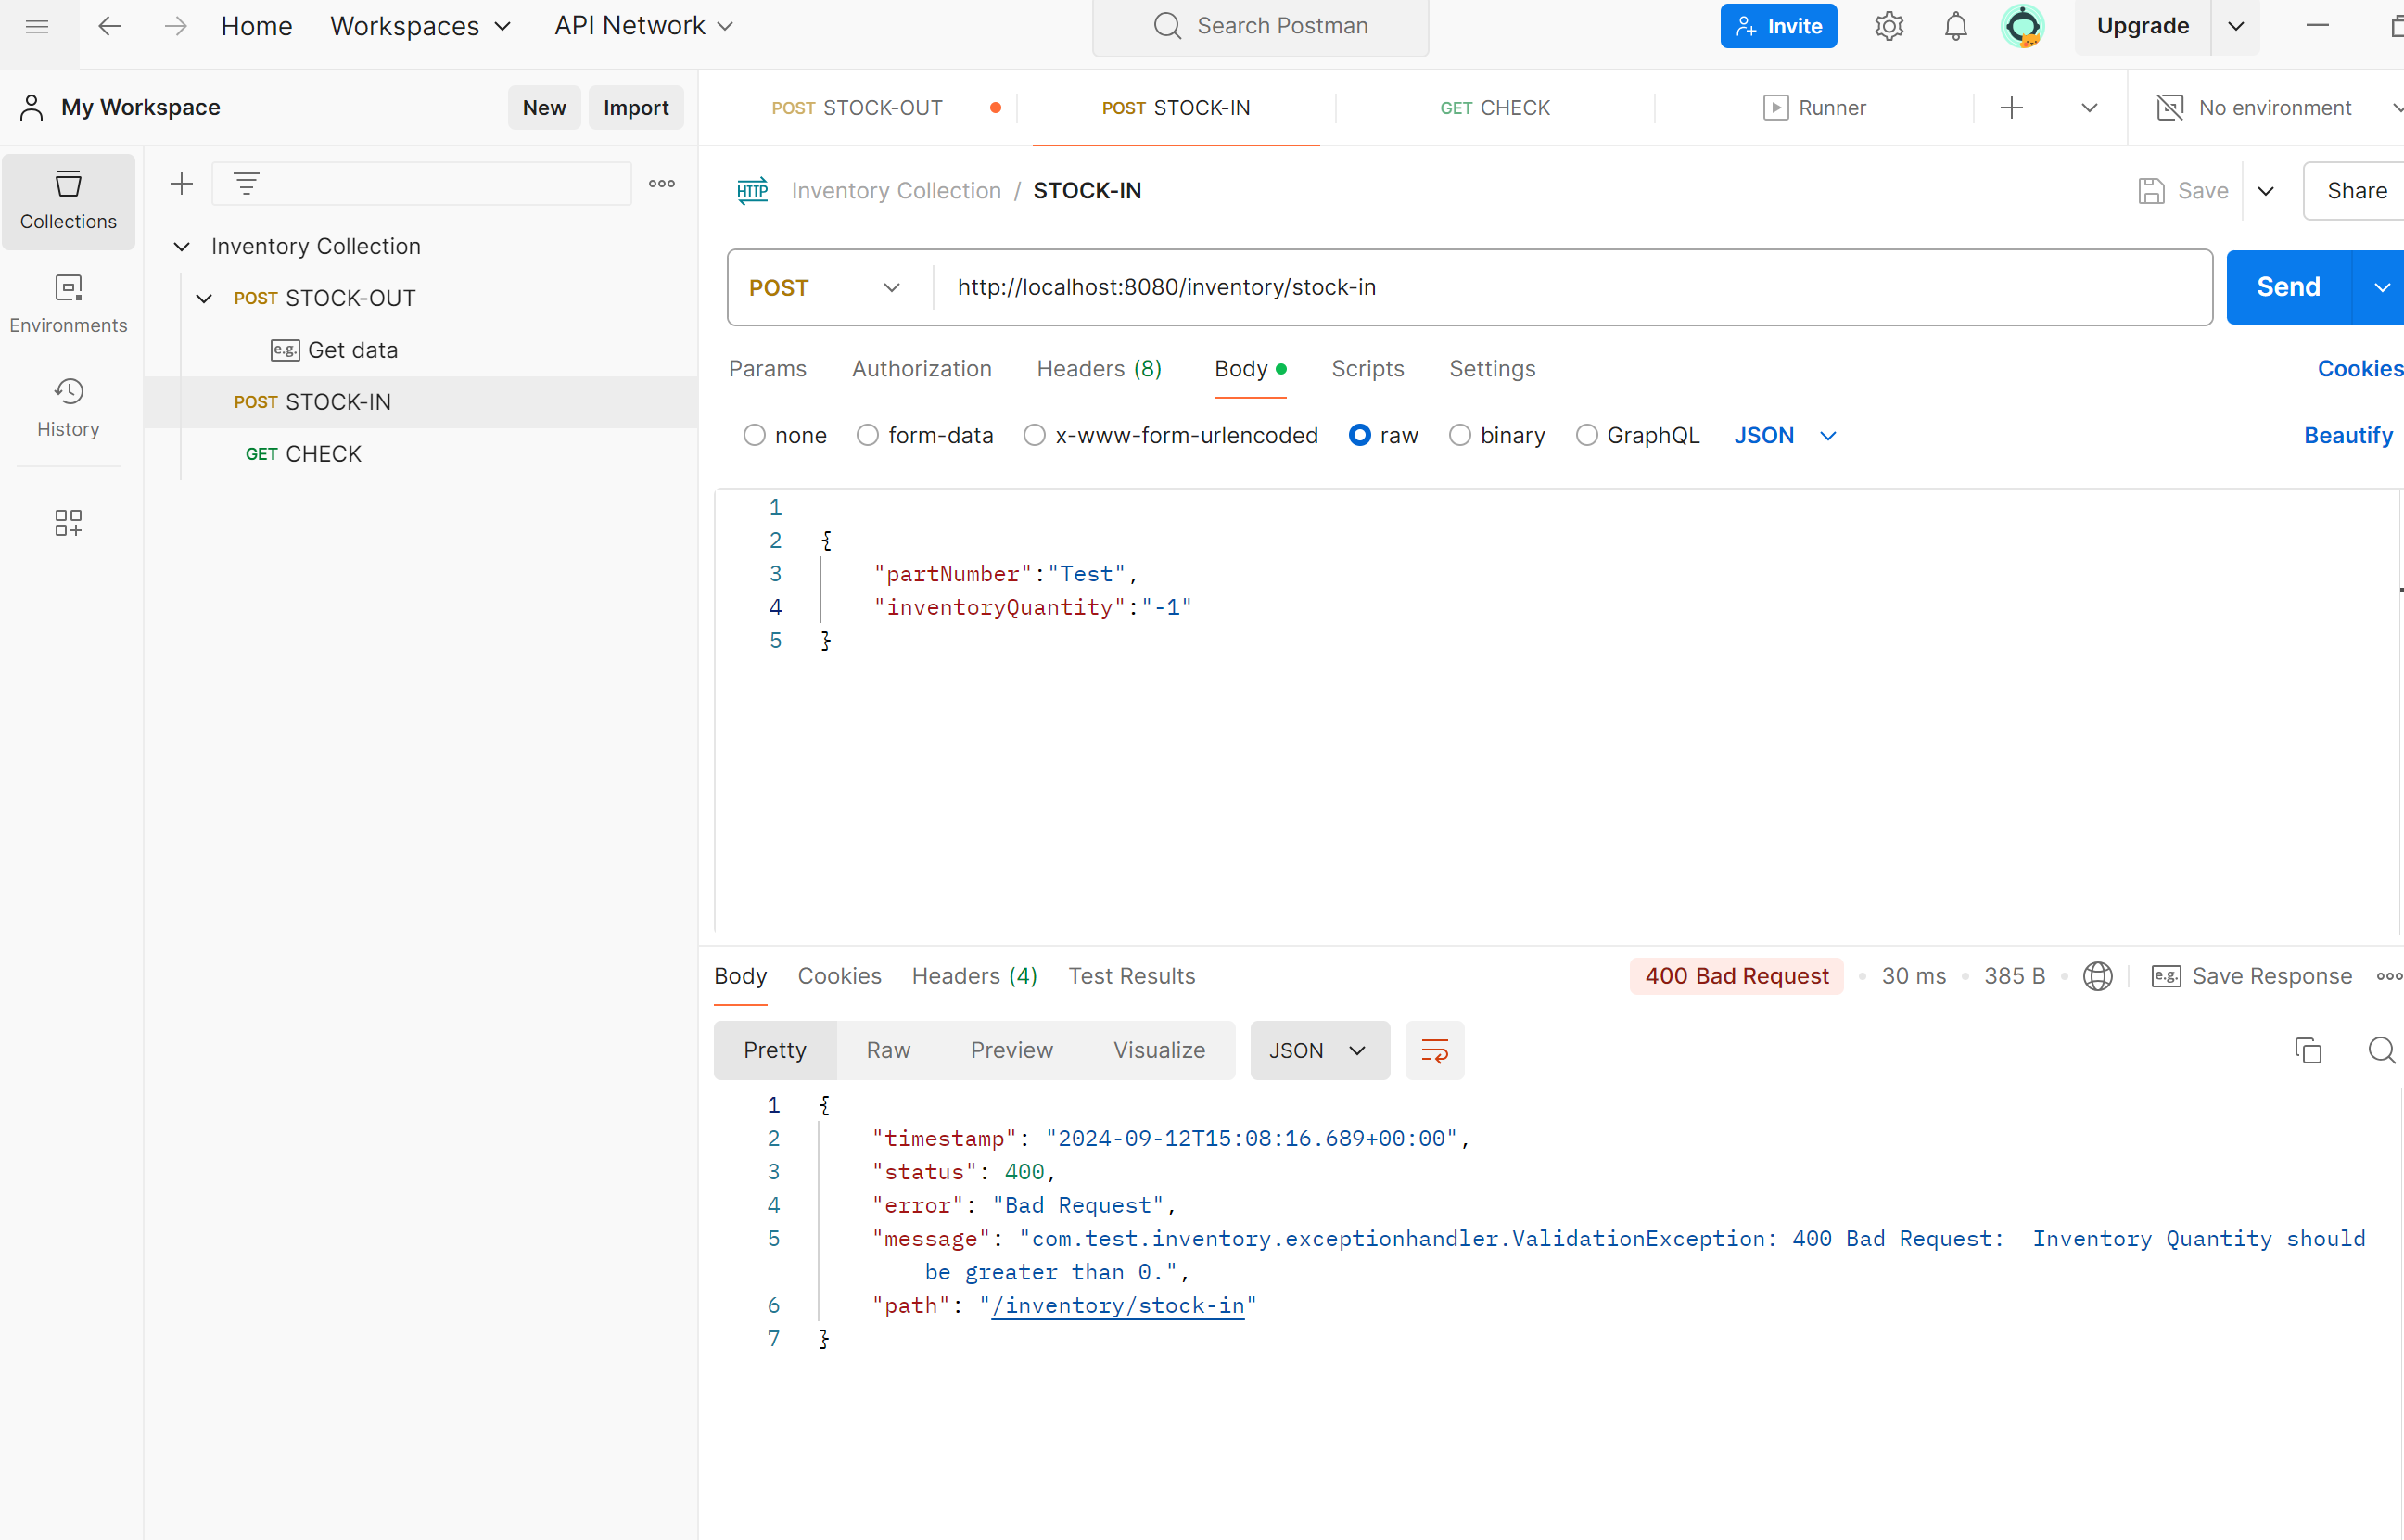 Home Workspaces API Network Search Postman Invite Upgrade
My Workspace New Import POST STOCK-OUT POST STOCK-IN GET CHECK Runner No environment
Collections
Environments
History
Inventory Collection
POST STOCK-OUT
e.g. Get data
POST STOCK-IN
GET CHECK
HTTP Inventory Collection / STOCK-IN Save Share
POST http://localhost:8080/inventory/stock-in Send
Params Authorization Headers (8) Body Scripts Settings Cookies
none form-data x-www-form-urlencoded raw binary GraphQL JSON Beautify
1
2 {
3 "partNumber":"Test",
4 "inventoryQuantity":"-1"
5 }
Body Cookies Headers (4) Test Results 400 Bad Request 30 ms 385 B e.g. Save Response
Pretty Raw Preview Visualize JSON
1 {
2 "timestamp": "2024-09-12T15:08:16.689+00:00",
3 "status": 400,
4 "error": "Bad Request",
5 "message": "com.test.inventory.exceptionhandler.ValidationException: 400 Bad Request:  Inventory Quantity should
be greater than 0.",
6 "path": "/inventory/stock-in"
7 }